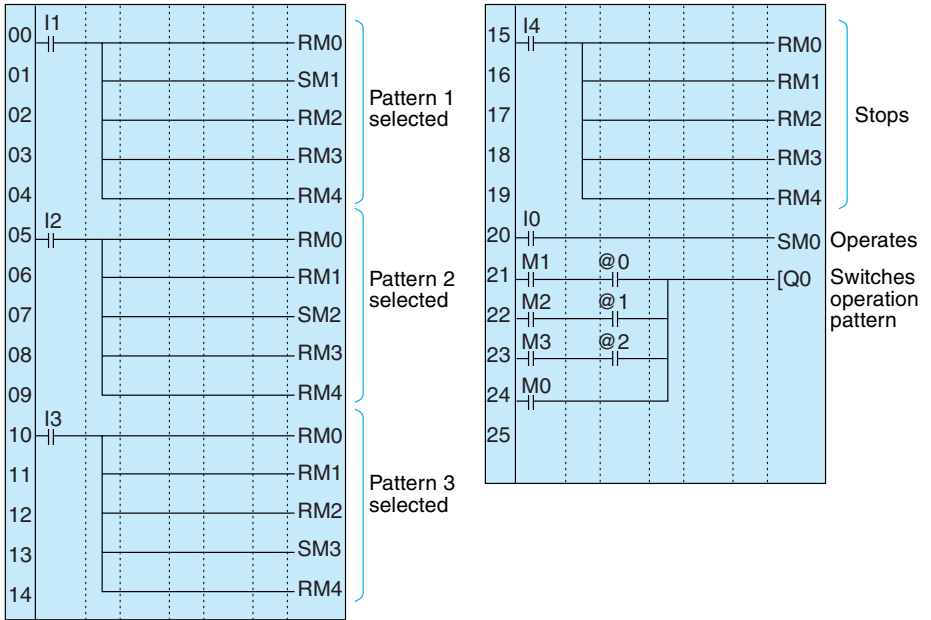 I1
00 RM0
01 SM1
02 RM2
03 RM3
04 RM4
Pattern 1
selected
I2
05 RM0
06 RM1
07 SM2
08 RM3
09 RM4
Pattern 2
selected
I3
10 RM0
11 RM1
12 RM2
13 SM3
14 RM4
Pattern 3
selected
I4
15 RM0
16 RM1
17 RM2
18 RM3
19 RM4
Stops
I0
20 SM0 Operates
M1 @0
21 [Q0 Switches
operation
pattern
M2 @1
22
M3 @2
23
M0
24
25